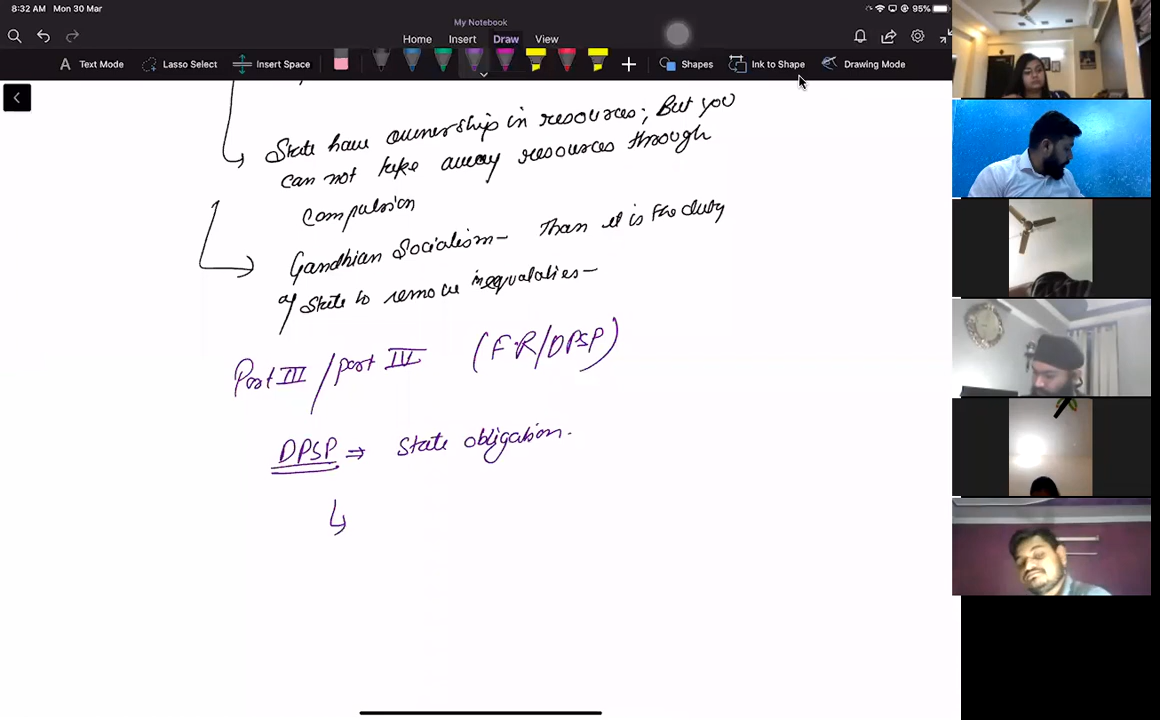 8:32 AM Mon 30 Mar
95%
My Notebook
Home Insert Draw View
Text Mode Lasso Select Insert Space Shapes Ink to Shape Drawing Mode
State have ownership in resources; But you
can not take away resources through
Compulsion
Gandhian Socialism - Than it is the duty
of State to remove inequalaties -
Part III / part IV (FR/DPSP)
DPSP ⇒ State obligation.